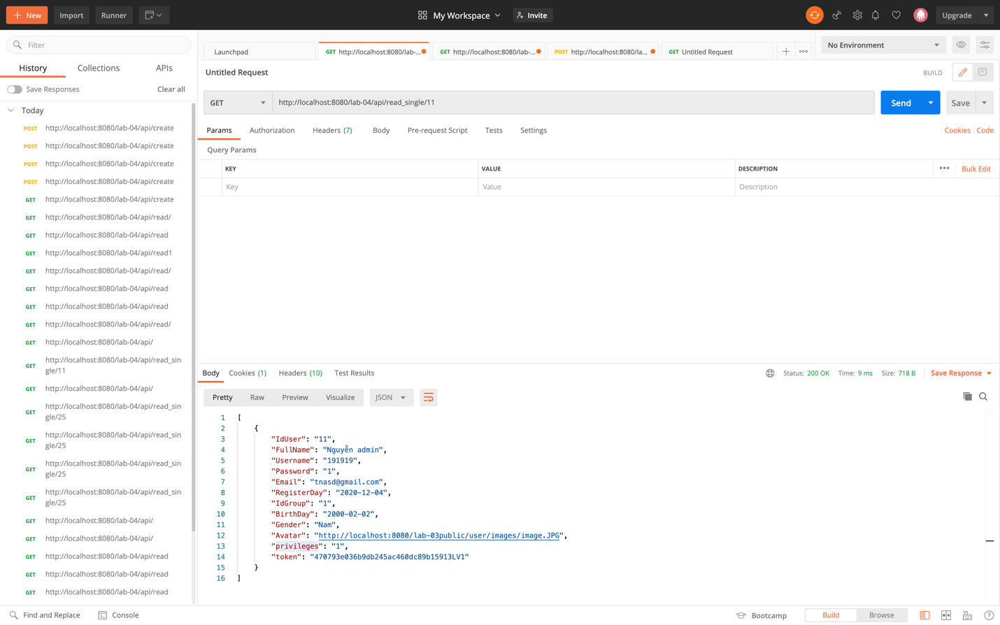 New
Import
Runner
My Workspace
Invite
Upgrade
Filter
History
Collections
APIs
Save Responses
Clear all
Today
POST http://localhost:8080/lab-04/api/create
POST http://localhost:8080/lab-04/api/create
POST http://localhost:8080/lab-04/api/create
POST http://localhost:8080/lab-04/api/create
GET http://localhost:8080/lab-04/api/create
GET http://localhost:8080/lab-04/api/read/
GET http://localhost:8080/lab-04/api/read
GET http://localhost:8080/lab-04/api/read1
GET http://localhost:8080/lab-04/api/read/
GET http://localhost:8080/lab-04/api/read
GET http://localhost:8080/lab-04/api/read
GET http://localhost:8080/lab-04/api/read/
GET http://localhost:8080/lab-04/api/
GET http://localhost:8080/lab-04/api/read_sin
gle/11
GET http://localhost:8080/lab-04/api/
GET http://localhost:8080/lab-04/api/read_sin
gle/25
GET http://localhost:8080/lab-04/api/read_sin
gle/25
GET http://localhost:8080/lab-04/api/read_sin
gle/25
GET http://localhost:8080/lab-04/api/read_sin
gle/25
GET http://localhost:8080/lab-04/api/
GET http://localhost:8080/lab-04/api/
GET http://localhost:8080/lab-04/api/read
GET http://localhost:8080/lab-04/api/read
GET http://localhost:8080/lab-04/api/read
Launchpad
GET http://localhost:8080/lab-...
GET http://localhost:8080/lab-...
POST http://localhost:8080/la...
GET Untitled Request
No Environment
Untitled Request
BUILD
GET http://localhost:8080/lab-04/api/read_single/11
Send
Save
Params Authorization Headers (7) Body Pre-request Script Tests Settings
Cookies Code
Query Params
KEY VALUE DESCRIPTION
Bulk Edit
Key Value Description
Body Cookies (1) Headers (10) Test Results
Status: 200 OK Time: 9 ms Size: 718 B
Save Response
Pretty Raw Preview Visualize JSON
1 [
2 {
3 "IdUser": "11",
4 "FullName": "Nguyễn admin",
5 "Username": "191919",
6 "Password": "1",
7 "Email": "tnasd@gmail.com",
8 "RegisterDay": "2020-12-04",
9 "IdGroup": "1",
10 "BirthDay": "2000-02-02",
11 "Gender": "Nam",
12 "Avatar": "http://localhost:8080/lab-03public/user/images/image.JPG",
13 "privileges": "1",
14 "token": "470793e036b9db245ac460dc89b15913LV1"
15 }
16 ]
Find and Replace
Console
Bootcamp
Build
Browse